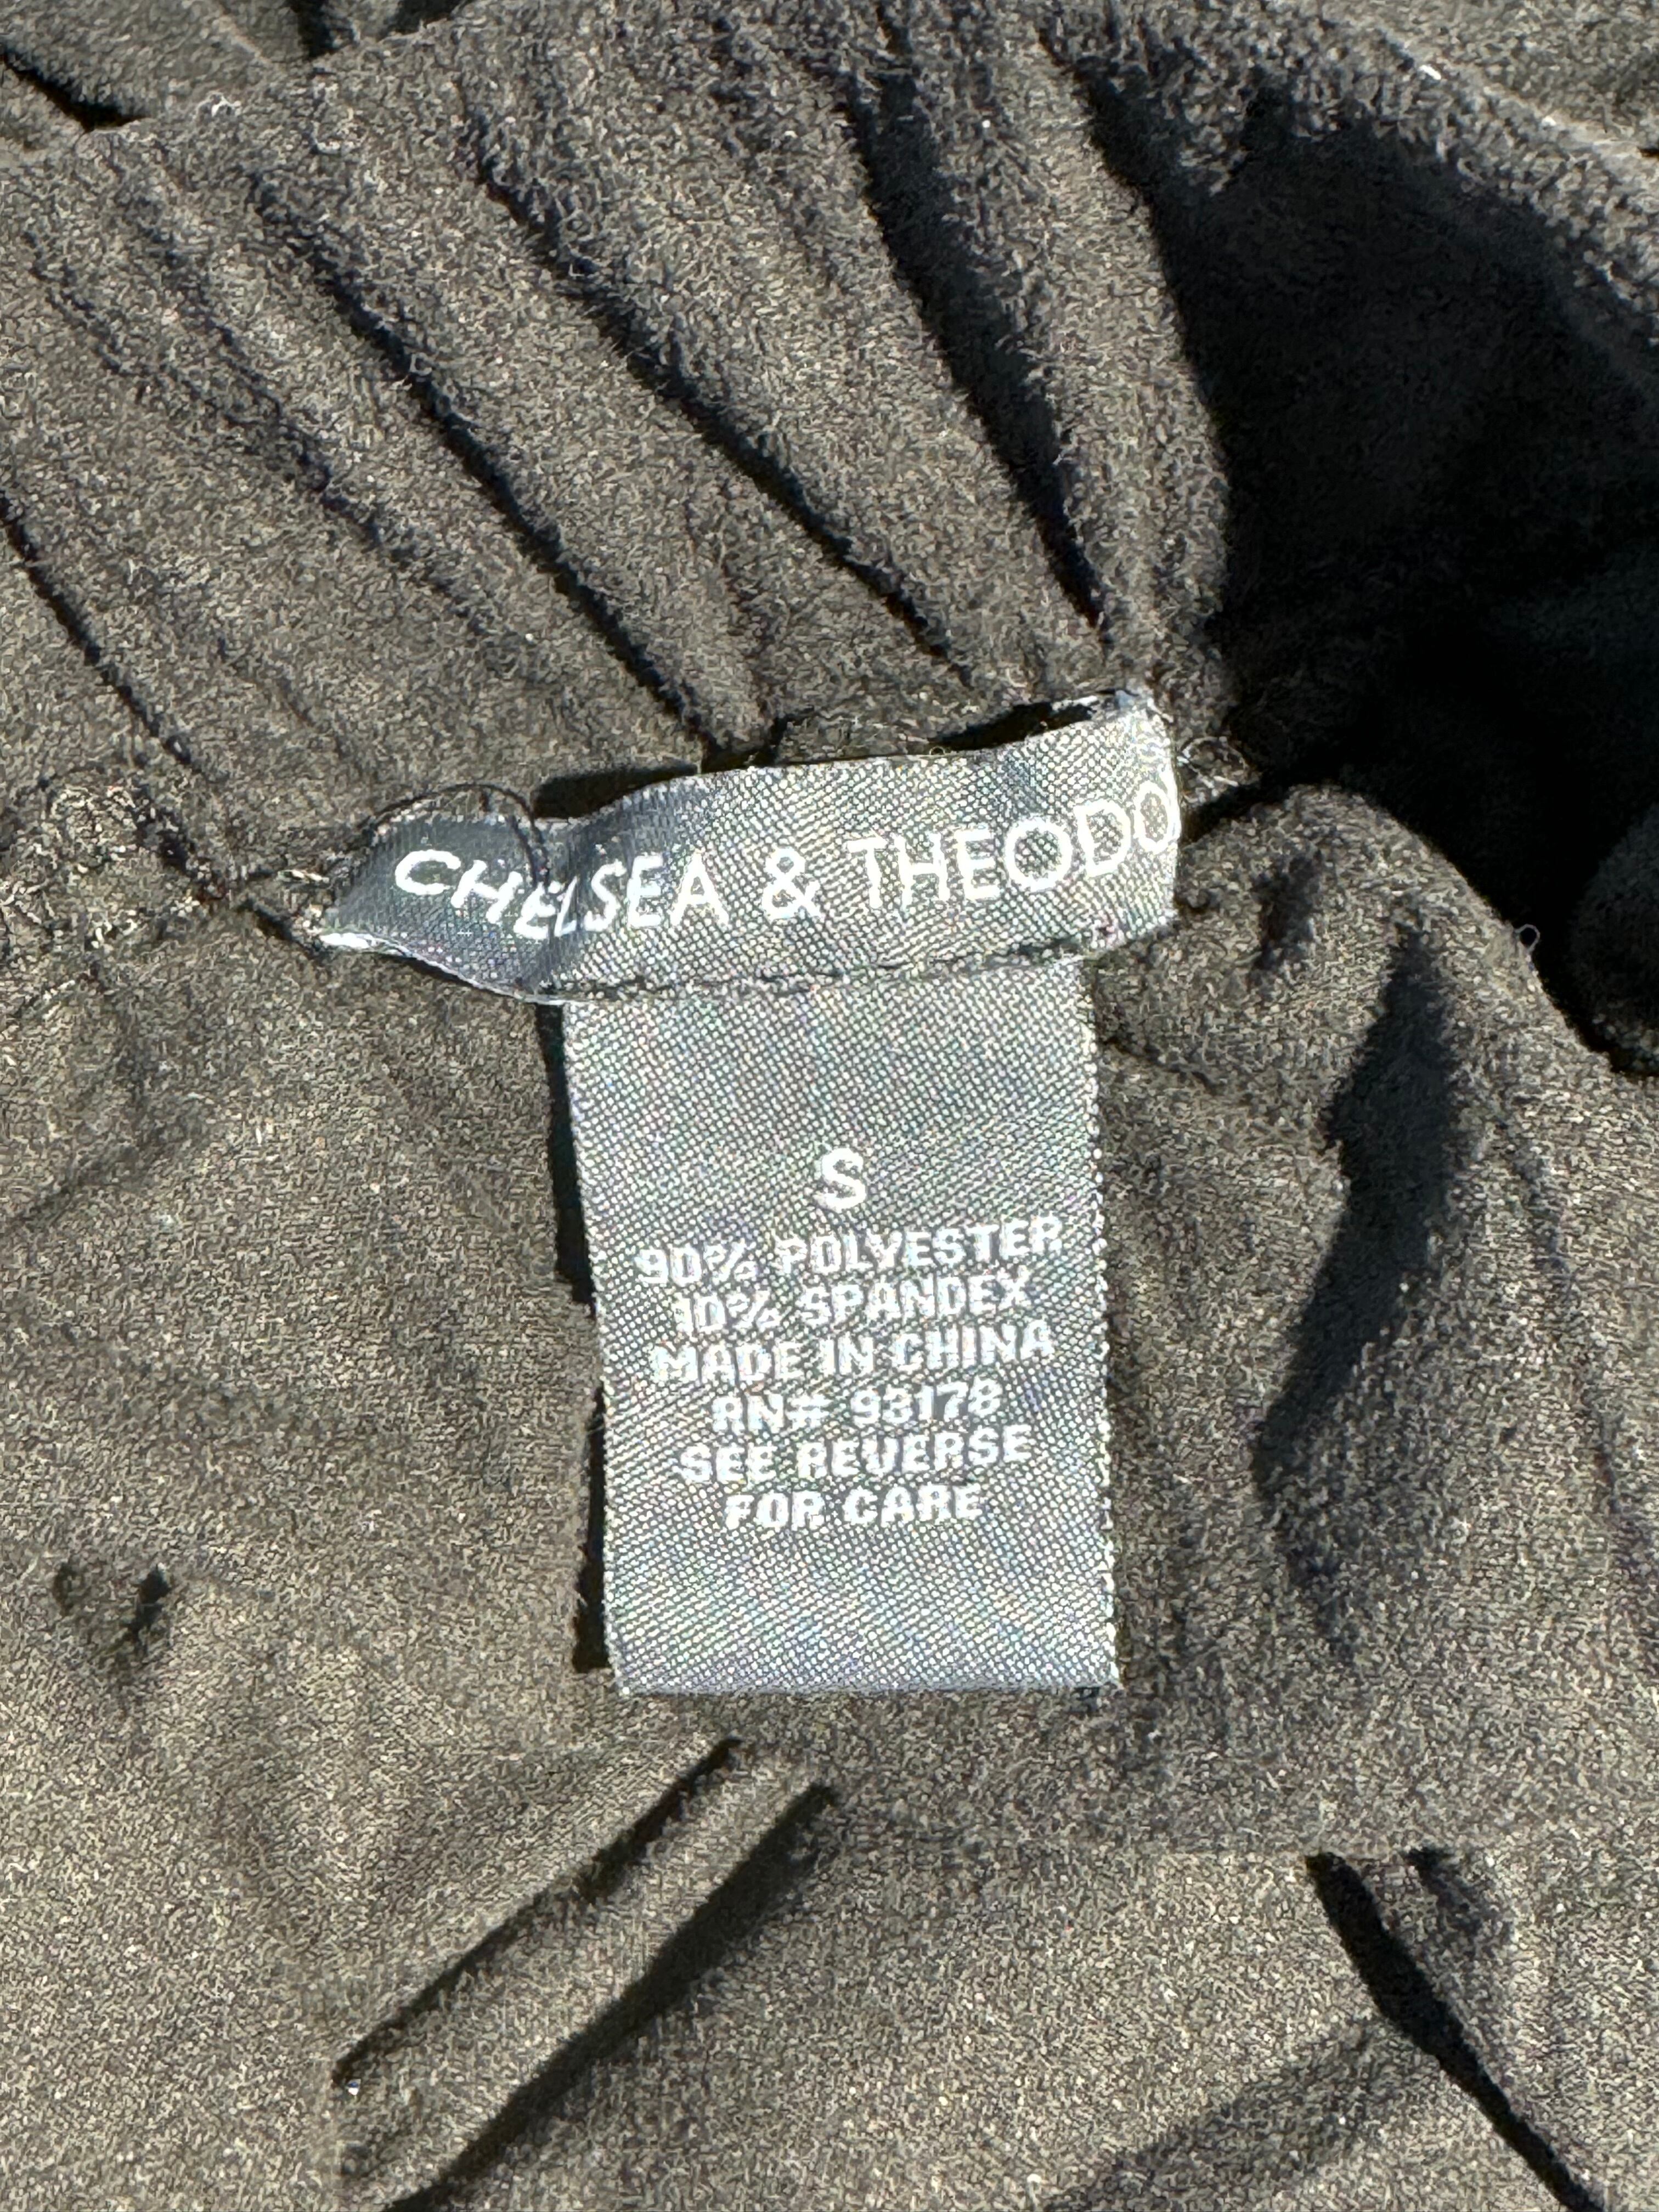 CHELSEA & THEODO
S
90% POLYESTER
10% SPANDEX
MADE IN CHINA
RN# 93178
SEE REVERSE
FOR CARE